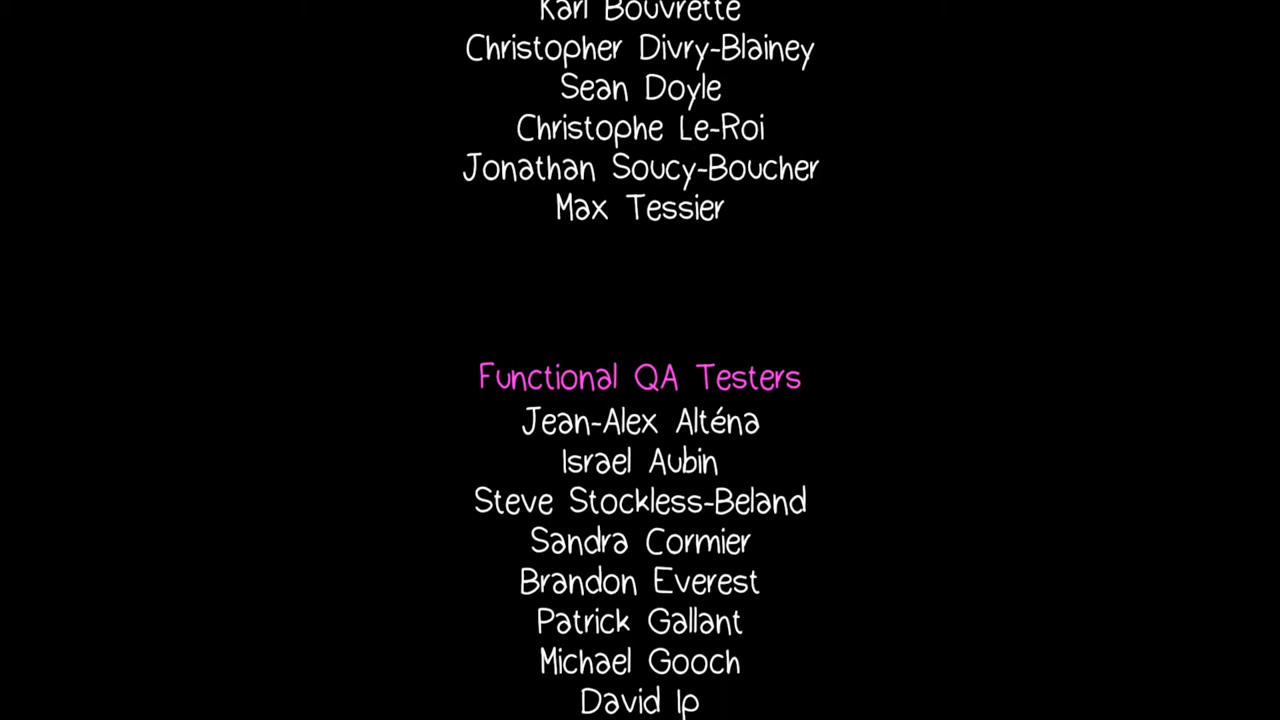 Karl Bouvrette
Christopher Divry-Blainey
Sean Doyle
Christophe Le-Roi
Jonathan Soucy-Boucher
Max Tessier
Functional QA Testers
Jean-Alex Alténa
Israel Aubin
Steve Stockless-Beland
Sandra Cormier
Brandon Everest
Patrick Gallant
Michael Gooch
David Ip